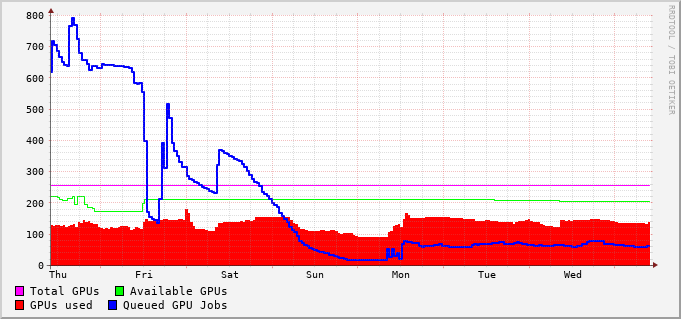 800
700
600
500
400
300
200
100
0
Thu Fri Sat Sun Mon Tue Wed
Total GPUs Available GPUs
GPUs used Queued GPU Jobs
RRDTOOL / TOBI OETIKER